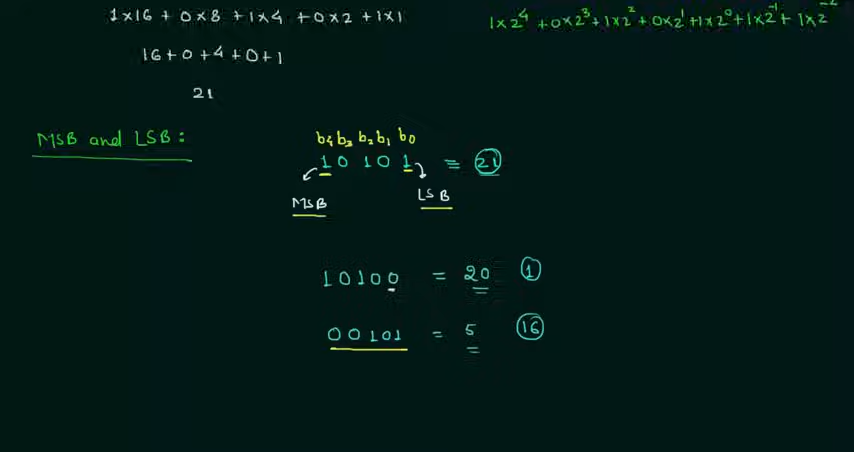 1×16 + 0×8 + 1×4 + 0×2 + 1×1
1×2⁴ + 0×2³ + 1×2² + 0×2¹ + 1×2⁰ + 1×2⁻¹ + 1×2⁻²
16 + 0 + 4 + 0 + 1
21
MSB and LSB :
b₄ b₃ b₂ b₁ b₀
1 0 1 0 1 = 21
MSB LSB
10100 = 20 1
00101 = 5 16